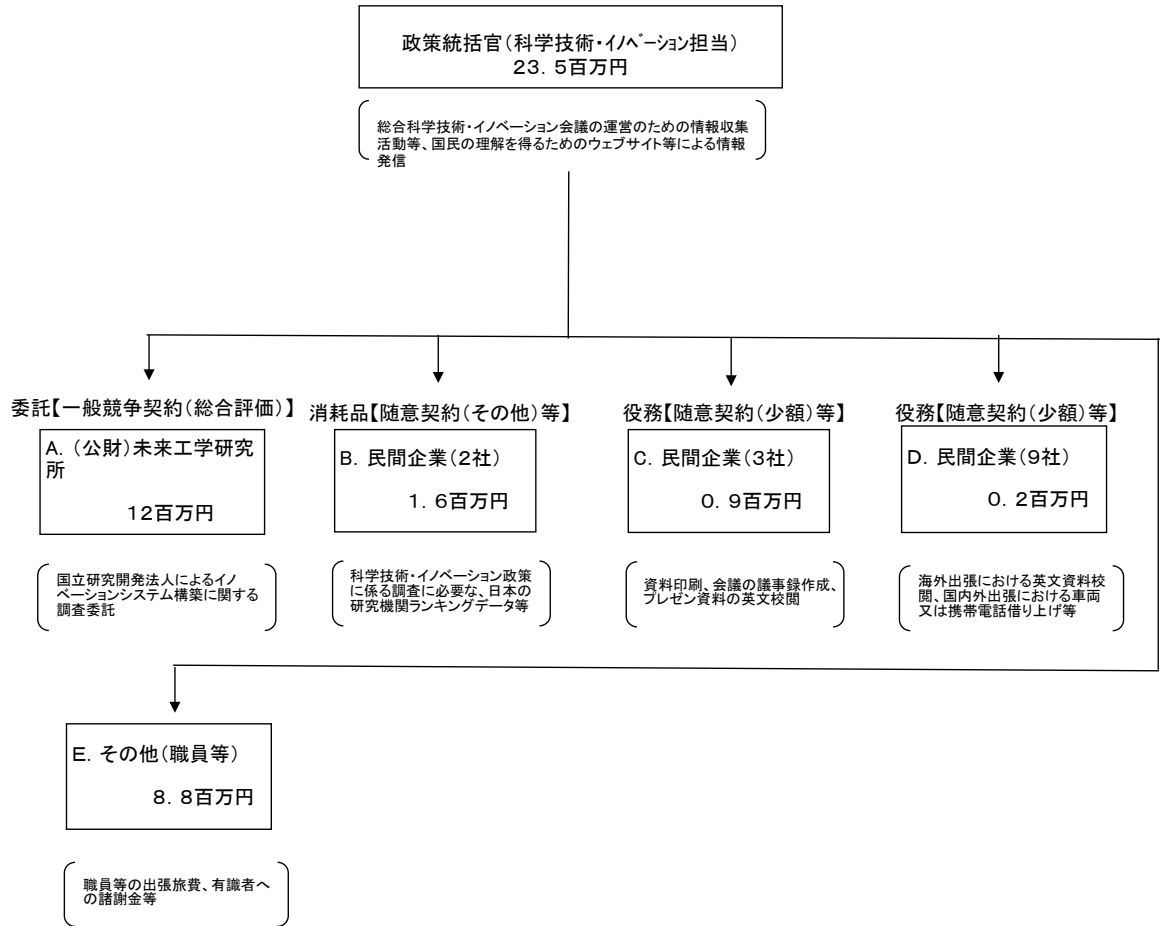 政策統括官（科学技術・イノベーション担当）
２３．５百万円
総合科学技術・イノベーション会議の運営のための情報収集
活動等、国民の理解を得るためのウェブサイト等による情報
発信
委託【一般競争契約（総合評価）】
A．（公財）未来工学研究
所
１２百万円
国立研究開発法人によるイノ
ベーションシステム構築に関する
調査委託
消耗品【随意契約（その他）等】
B．民間企業（２社）
１．６百万円
科学技術・イノベーション政策
に係る調査に必要な、日本の
研究機関ランキングデータ等
役務【随意契約（少額）等】
C．民間企業（３社）
０．９百万円
資料印刷、会議の議事録作成、
プレゼン資料の英文校閲
役務【随意契約（少額）等】
D．民間企業（９社）
０．２百万円
海外出張における英文資料校
閲、国内外出張における車両
又は携帯電話借り上げ等
E．その他（職員等）
８．８百万円
職員等の出張旅費、有識者へ
の諸謝金等